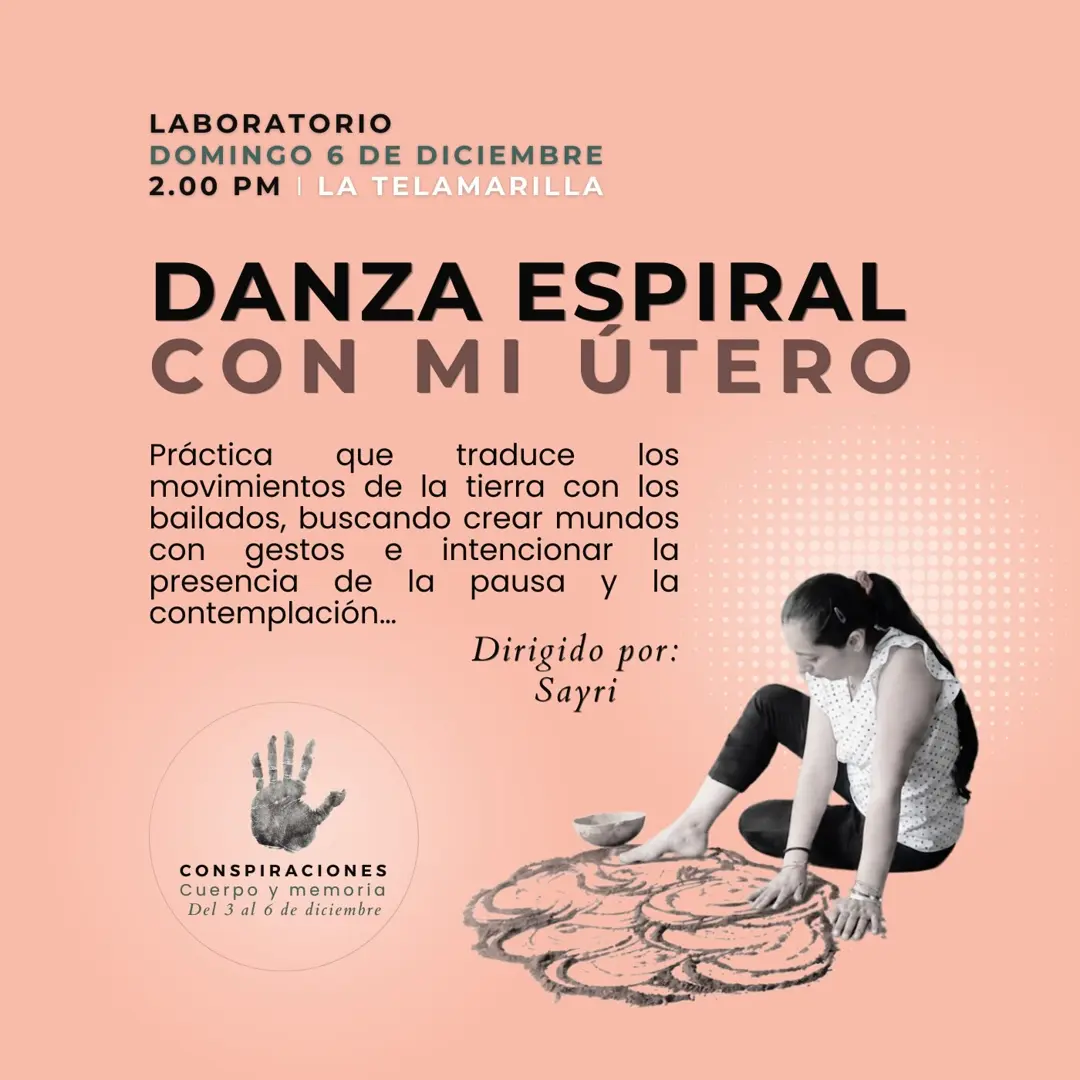 LABORATORIO
DOMINGO 6 DE DICIEMBRE
2.00 PM | LA TELAMARILLA
DANZA ESPIRAL
CON MI ÚTERO
Práctica que traduce los
movimientos de la tierra con los
bailados, buscando crear mundos
con gestos e intencionar la
presencia de la pausa y la
contemplación...
Dirigido por:
Sayri
CONSPIRACIONES
Cuerpo y memoria
Del 3 al 6 de diciembre